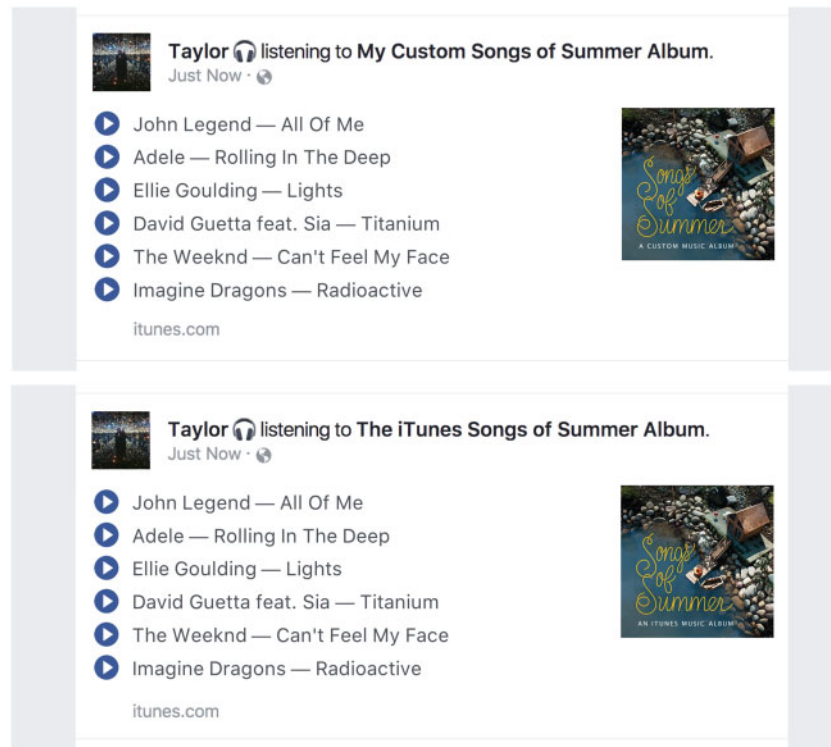 Taylor 🎧 listening to My Custom Songs of Summer Album.
Just Now ·
John Legend — All Of Me
Adele — Rolling In The Deep
Ellie Goulding — Lights
David Guetta feat. Sia — Titanium
The Weeknd — Can't Feel My Face
Imagine Dragons — Radioactive
itunes.com
Songs
Of
Summer
A CUSTOM MUSIC ALBUM
Taylor 🎧 listening to The iTunes Songs of Summer Album.
Just Now ·
John Legend — All Of Me
Adele — Rolling In The Deep
Ellie Goulding — Lights
David Guetta feat. Sia — Titanium
The Weeknd — Can't Feel My Face
Imagine Dragons — Radioactive
itunes.com
Songs
Of
Summer
AN ITUNES MUSIC ALBUM